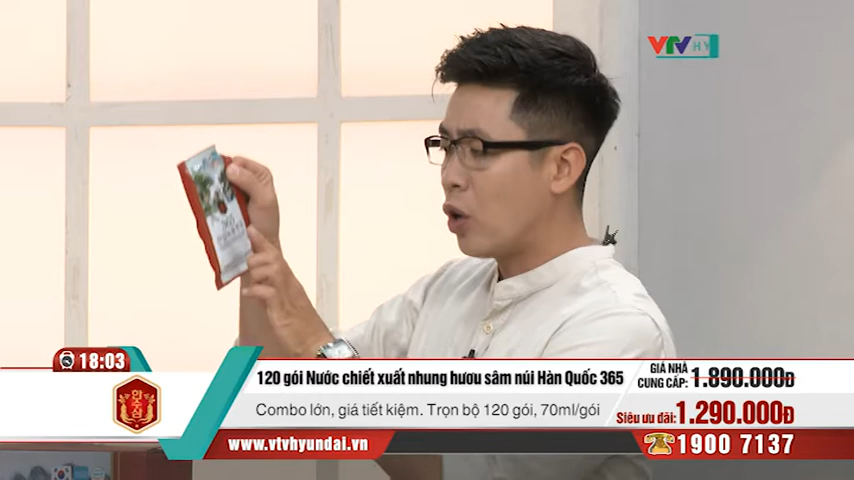 VTV HY
18:03
120 gói Nước chiết xuất nhung hươu sâm núi Hàn Quốc 365
Combo lớn, giá tiết kiệm. Trọn bộ 120 gói, 70ml/gói
GIÁ NHÀ
CUNG CẤP: 1.890.000Đ
Siêu ưu đãi: 1.290.000Đ
www.vtvhyundai.vn
1900 7137